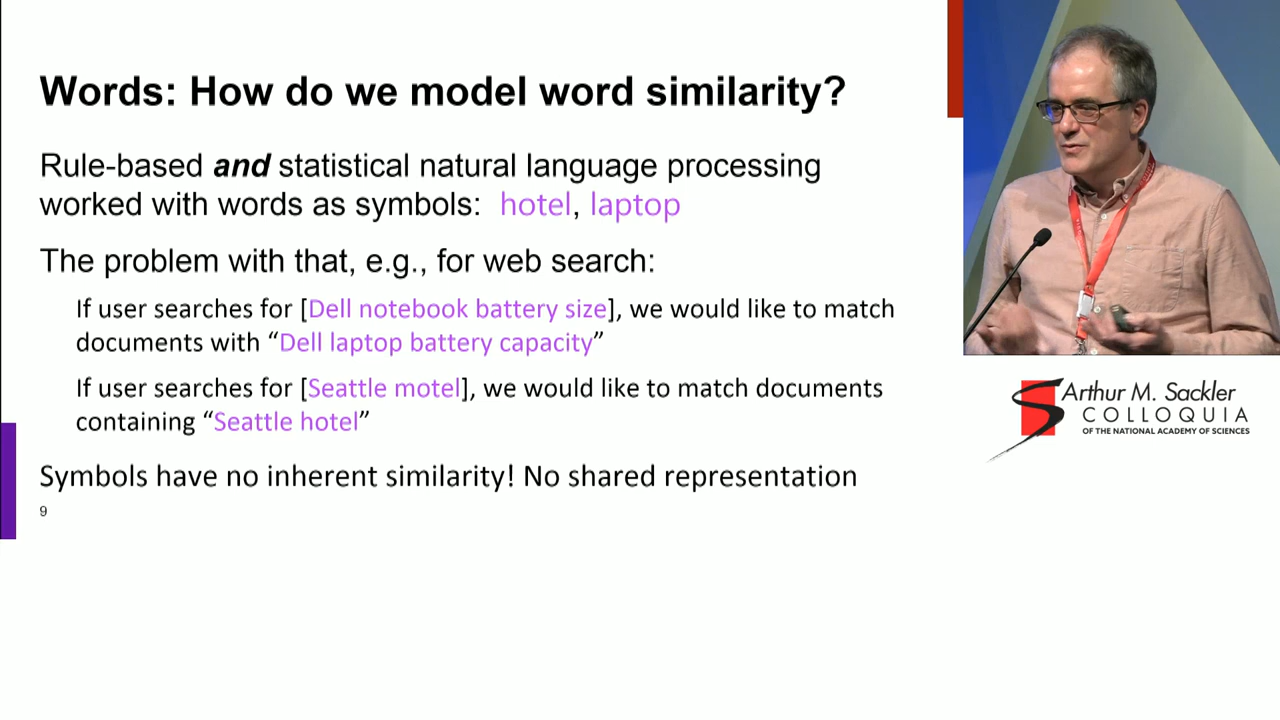 Words: How do we model word similarity?
Rule-based and statistical natural language processing
worked with words as symbols: hotel, laptop
The problem with that, e.g., for web search:
If user searches for [Dell notebook battery size], we would like to match
documents with “Dell laptop battery capacity”
If user searches for [Seattle motel], we would like to match documents
containing “Seattle hotel”
Symbols have no inherent similarity! No shared representation
9
Arthur M. Sackler
COLLOQUIA
OF THE NATIONAL ACADEMY OF SCIENCES